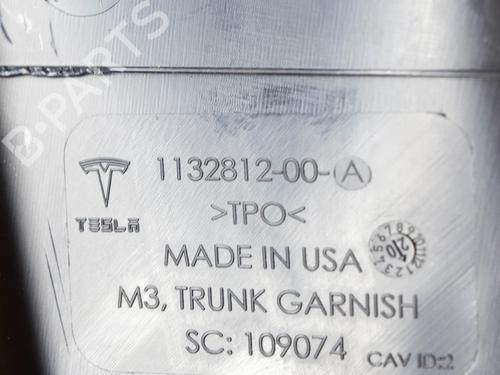 B-PARTS
1132812-00-A
>TPO<
TESLA
MADE IN USA
M3, TRUNK GARNISH
SC: 109074
CAV ID:2